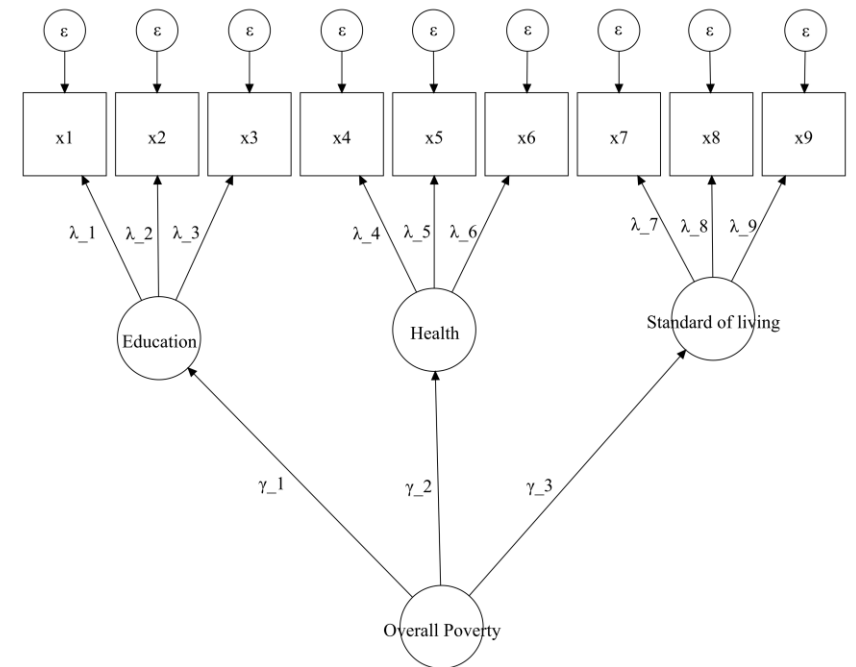 ε ε ε ε ε ε ε ε ε
x1 x2 x3 x4 x5 x6 x7 x8 x9
λ_1 λ_2 λ_3 λ_4 λ_5 λ_6 λ_7 λ_8 λ_9
Education Health Standard of living
γ_1 γ_2 γ_3
Overall Poverty